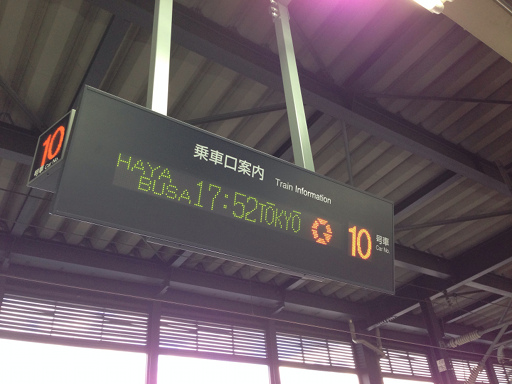 乗車口案内 Train Information
HAYA
BUSA 17:52 TŌKYŌ 10 号車
Car No.
10 号車
Car No.